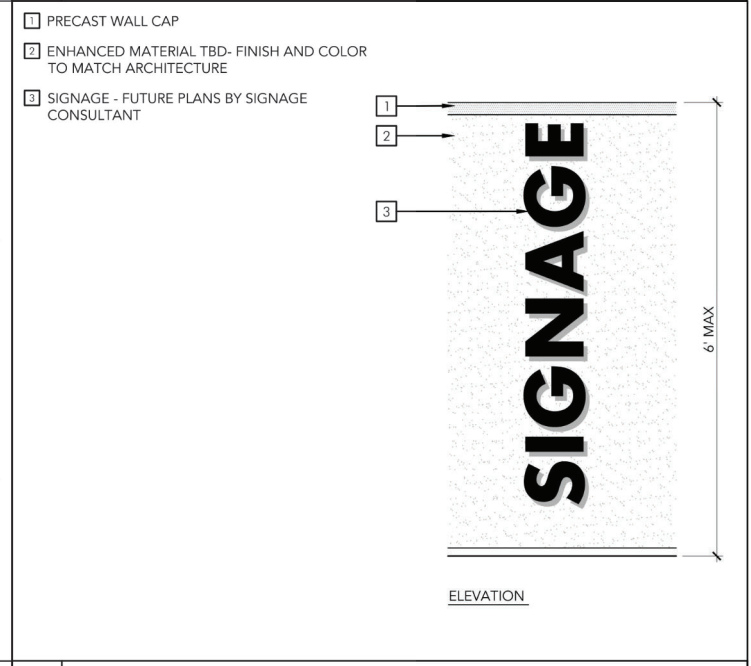 1 PRECAST WALL CAP
2 ENHANCED MATERIAL TBD- FINISH AND COLOR
TO MATCH ARCHITECTURE
3 SIGNAGE - FUTURE PLANS BY SIGNAGE
CONSULTANT
1
2
3
SIGNAGE
6' MAX
ELEVATION